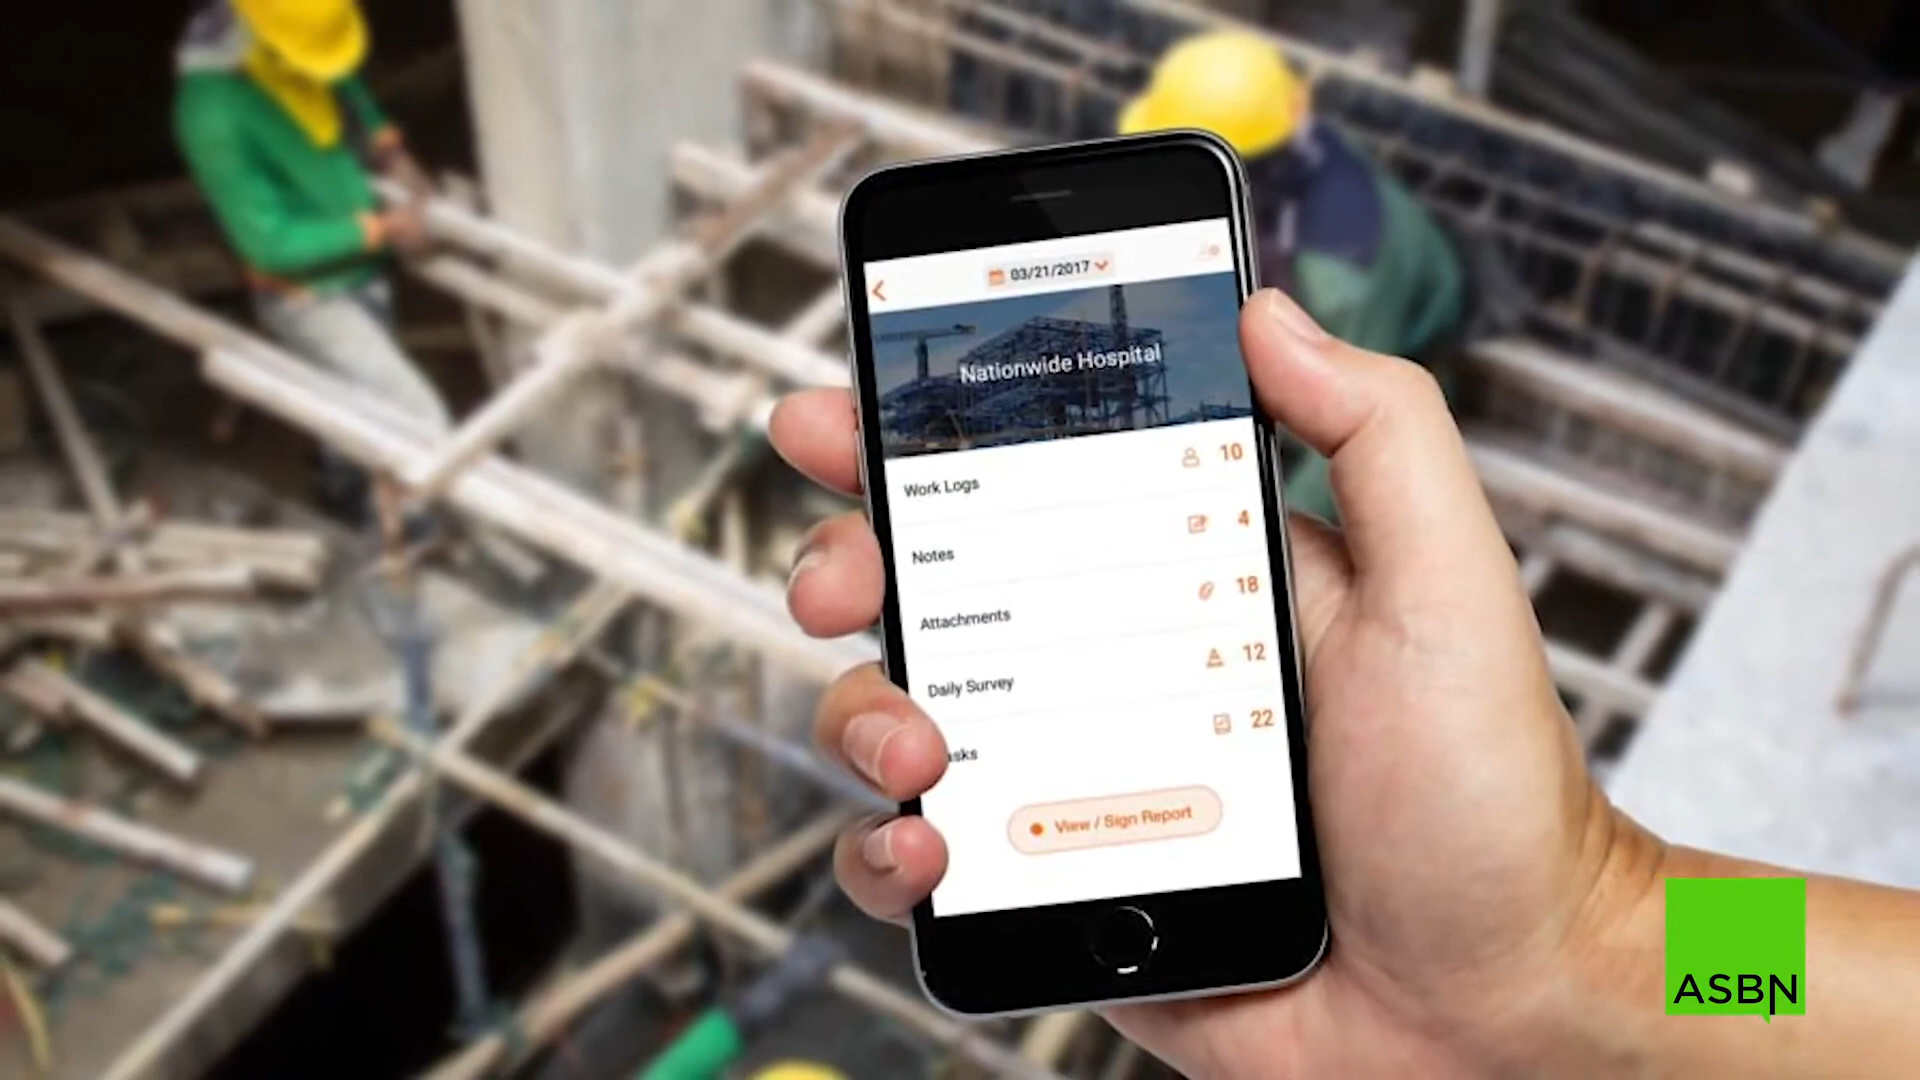 03/21/2017
Nationwide Hospital
Work Logs 10
Notes 4
Attachments 18
Daily Survey 12
asks 22
View / Sign Report
ASBN